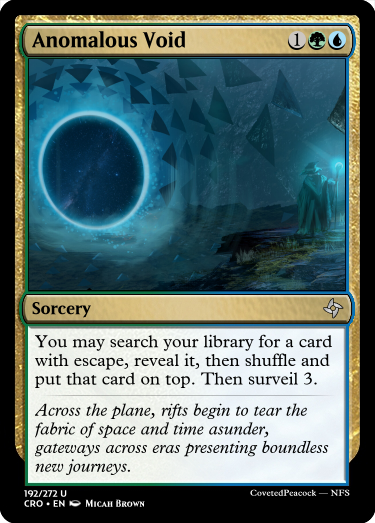 Anomalous Void 1
Sorcery
You may search your library for a card
with escape, reveal it, then shuffle and
put that card on top. Then surveil 3.
Across the plane, rifts begin to tear the
fabric of space and time asunder,
gateways across eras presenting boundless
new journeys.
192/272 U
CRO • EN Micah Brown
CovetedPeacock — NFS